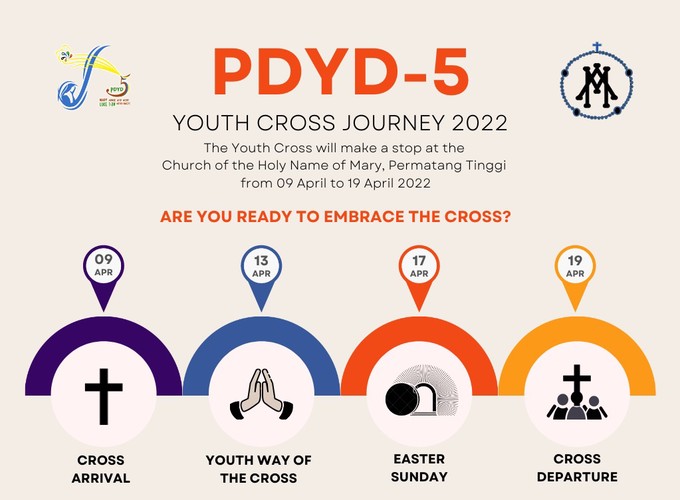 PDYD-5
YOUTH CROSS JOURNEY 2022
The Youth Cross will make a stop at the
Church of the Holy Name of Mary, Permatang Tinggi
from 09 April to 19 April 2022
ARE YOU READY TO EMBRACE THE CROSS?
09
APR
13
APR
17
APR
19
APR
CROSS
ARRIVAL
YOUTH WAY OF
THE CROSS
EASTER
SUNDAY
CROSS
DEPARTURE
PDYD
5